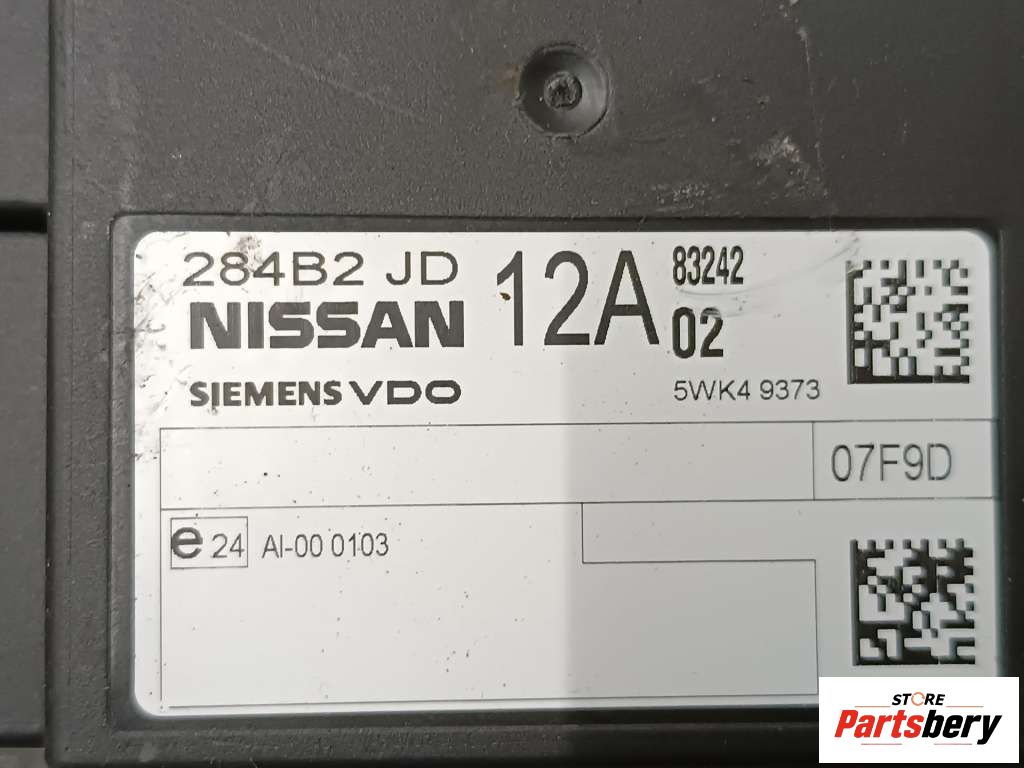 284B2 JD 12A 83242
NISSAN 02
SIEMENS VDO 5WK4 9373
07F9D
e 24 AI-00 0103
STORE
Partsbery